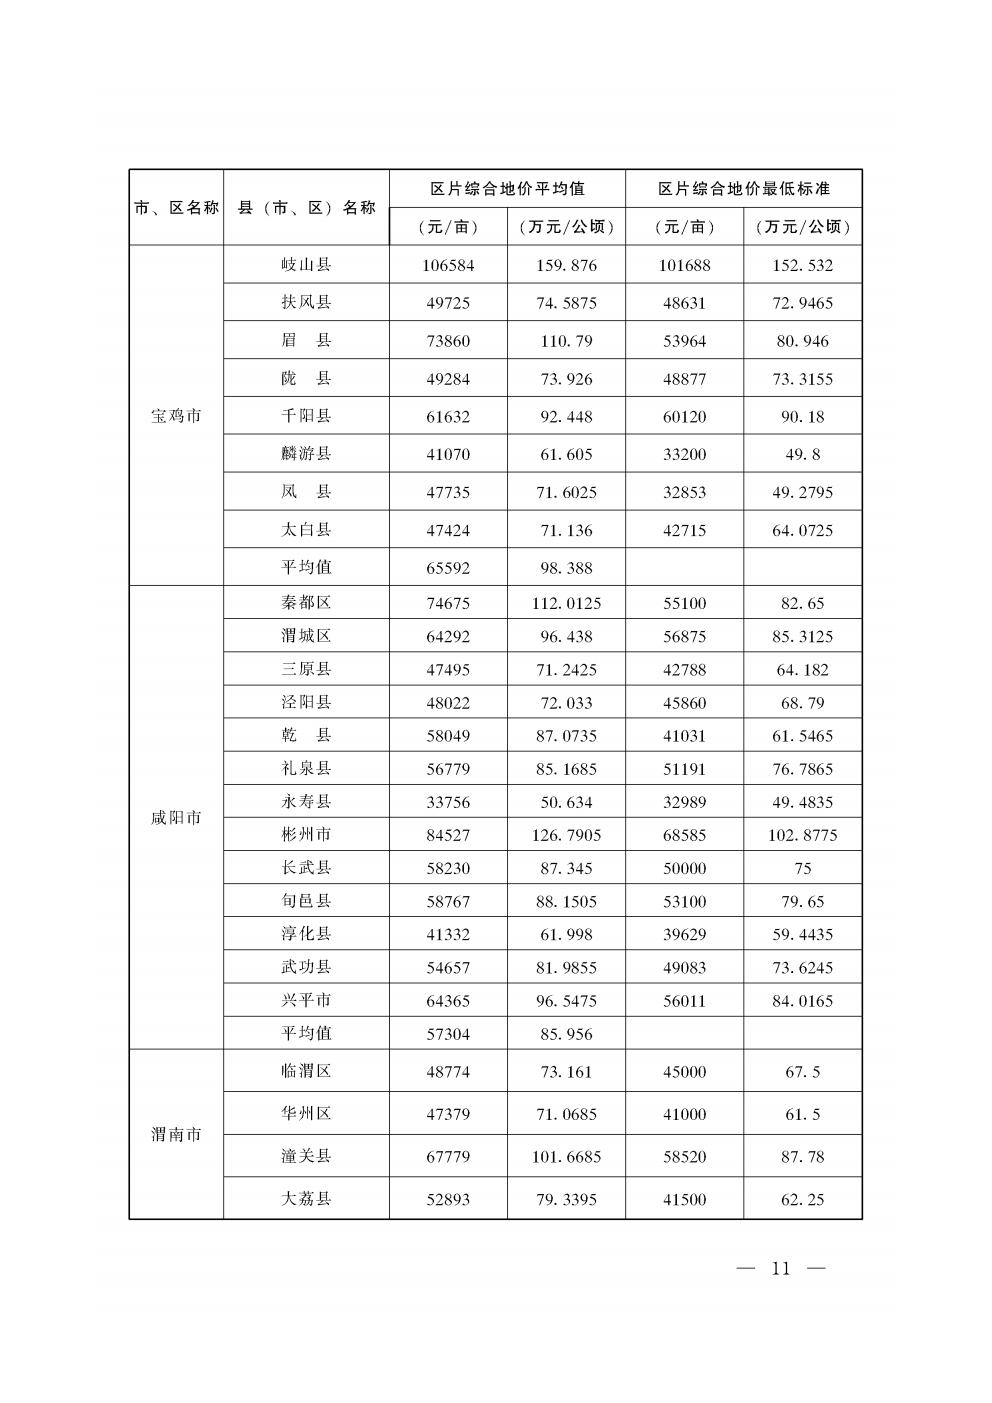 市、区名称 县（市、区）名称 区片综合地价平均值 区片综合地价最低标准
（元/亩） （万元/公顷） （元/亩） （万元/公顷）
宝鸡市
岐山县 106584 159.876 101688 152.532
扶风县 49725 74.5875 48631 72.9465
眉　县 73860 110.79 53964 80.946
陇　县 49284 73.926 48877 73.3155
千阳县 61632 92.448 60120 90.18
麟游县 41070 61.605 33200 49.8
凤　县 47735 71.6025 32853 49.2795
太白县 47424 71.136 42715 64.0725
平均值 65592 98.388
咸阳市
秦都区 74675 112.0125 55100 82.65
渭城区 64292 96.438 56875 85.3125
三原县 47495 71.2425 42788 64.182
泾阳县 48022 72.033 45860 68.79
乾　县 58049 87.0735 41031 61.5465
礼泉县 56779 85.1685 51191 76.7865
永寿县 33756 50.634 32989 49.4835
彬州市 84527 126.7905 68585 102.8775
长武县 58230 87.345 50000 75
旬邑县 58767 88.1505 53100 79.65
淳化县 41332 61.998 39629 59.4435
武功县 54657 81.9855 49083 73.6245
兴平市 64365 96.5475 56011 84.0165
平均值 57304 85.956
渭南市
临渭区 48774 73.161 45000 67.5
华州区 47379 71.0685 41000 61.5
潼关县 67779 101.6685 58520 87.78
大荔县 52893 79.3395 41500 62.25
— 11 —